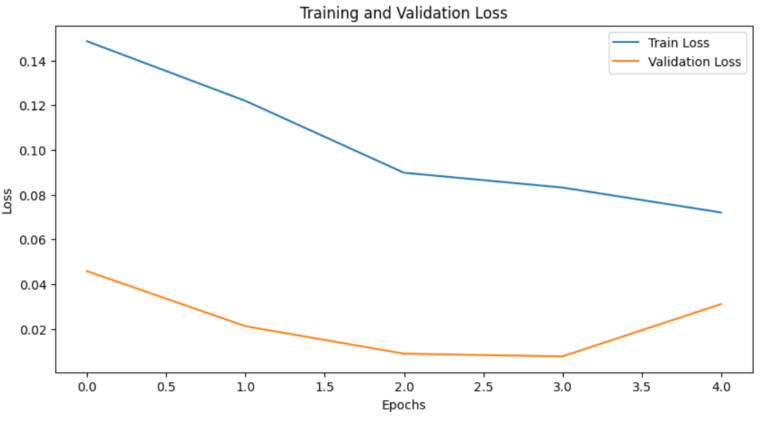 Training and Validation Loss
Train Loss
Validation Loss
0.14
0.12
0.10
0.08
0.06
0.04
0.02
Loss
0.0 0.5 1.0 1.5 2.0 2.5 3.0 3.5 4.0
Epochs